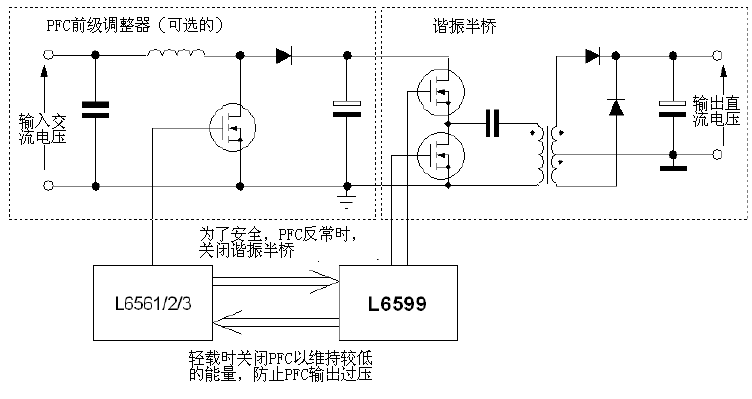 PFC前级调整器（可选的）
谐振半桥
输入交
流电压
输出直
流电压
为了安全，PFC反常时，
关闭谐振半桥
L6561/2/3
L6599
轻载时关闭PFC以维持较低
的能量，防止PFC输出过压